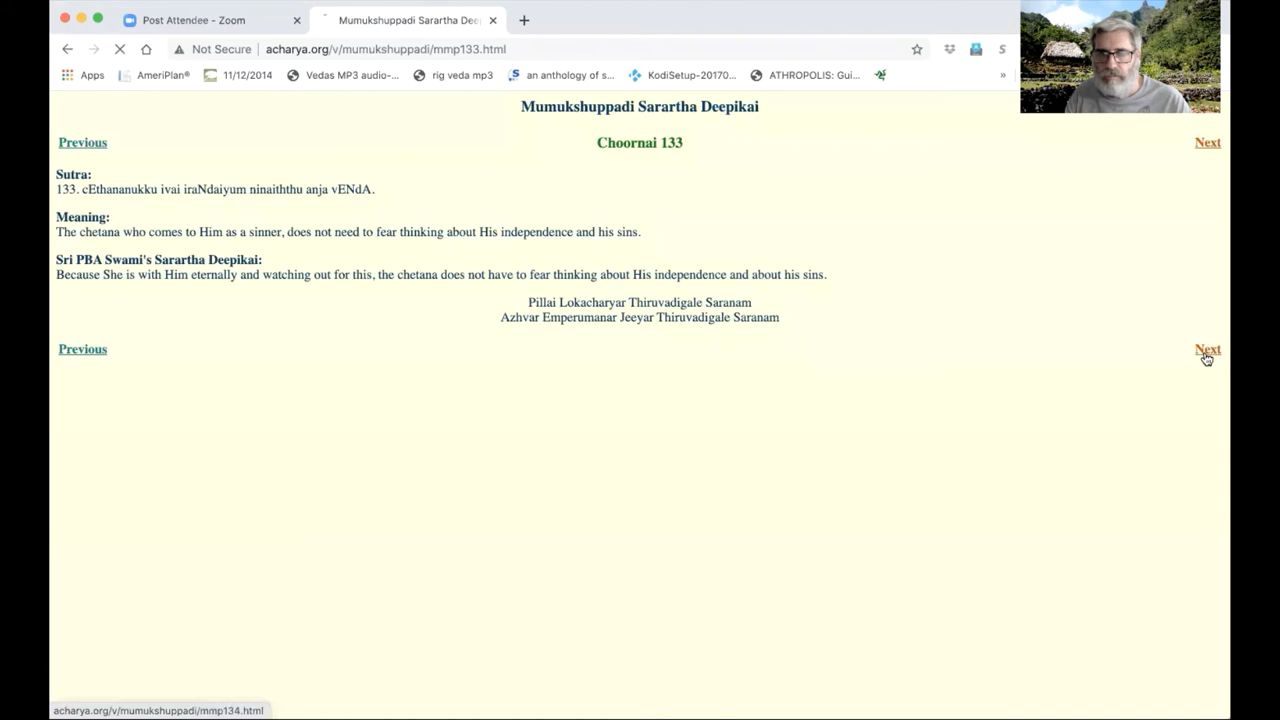 Post Attendee - Zoom
Mumukshuppadi Sarartha Dee
Not Secure
acharya.org/v/mumukshuppadi/mmp133.html
S
Apps
AmeriPlan®
11/12/2014
Vedas MP3 audio-...
rig veda mp3
an anthology of s...
KodiSetup-20170...
ATHROPOLIS: Gui...
»
Mumukshuppadi Sarartha Deepikai
Previous
Choornai 133
Next
Sutra:
133. cEthananukku ivai iraNdaiyum ninaiththu anja vENdA.
Meaning:
The chetana who comes to Him as a sinner, does not need to fear thinking about His independence and his sins.
Sri PBA Swami's Sarartha Deepikai:
Because She is with Him eternally and watching out for this, the chetana does not have to fear thinking about His independence and about his sins.
Pillai Lokacharyar Thiruvadigale Saranam
Azhvar Emperumanar Jeeyar Thiruvadigale Saranam
Previous
Next
acharya.org/v/mumukshuppadi/mmp134.html